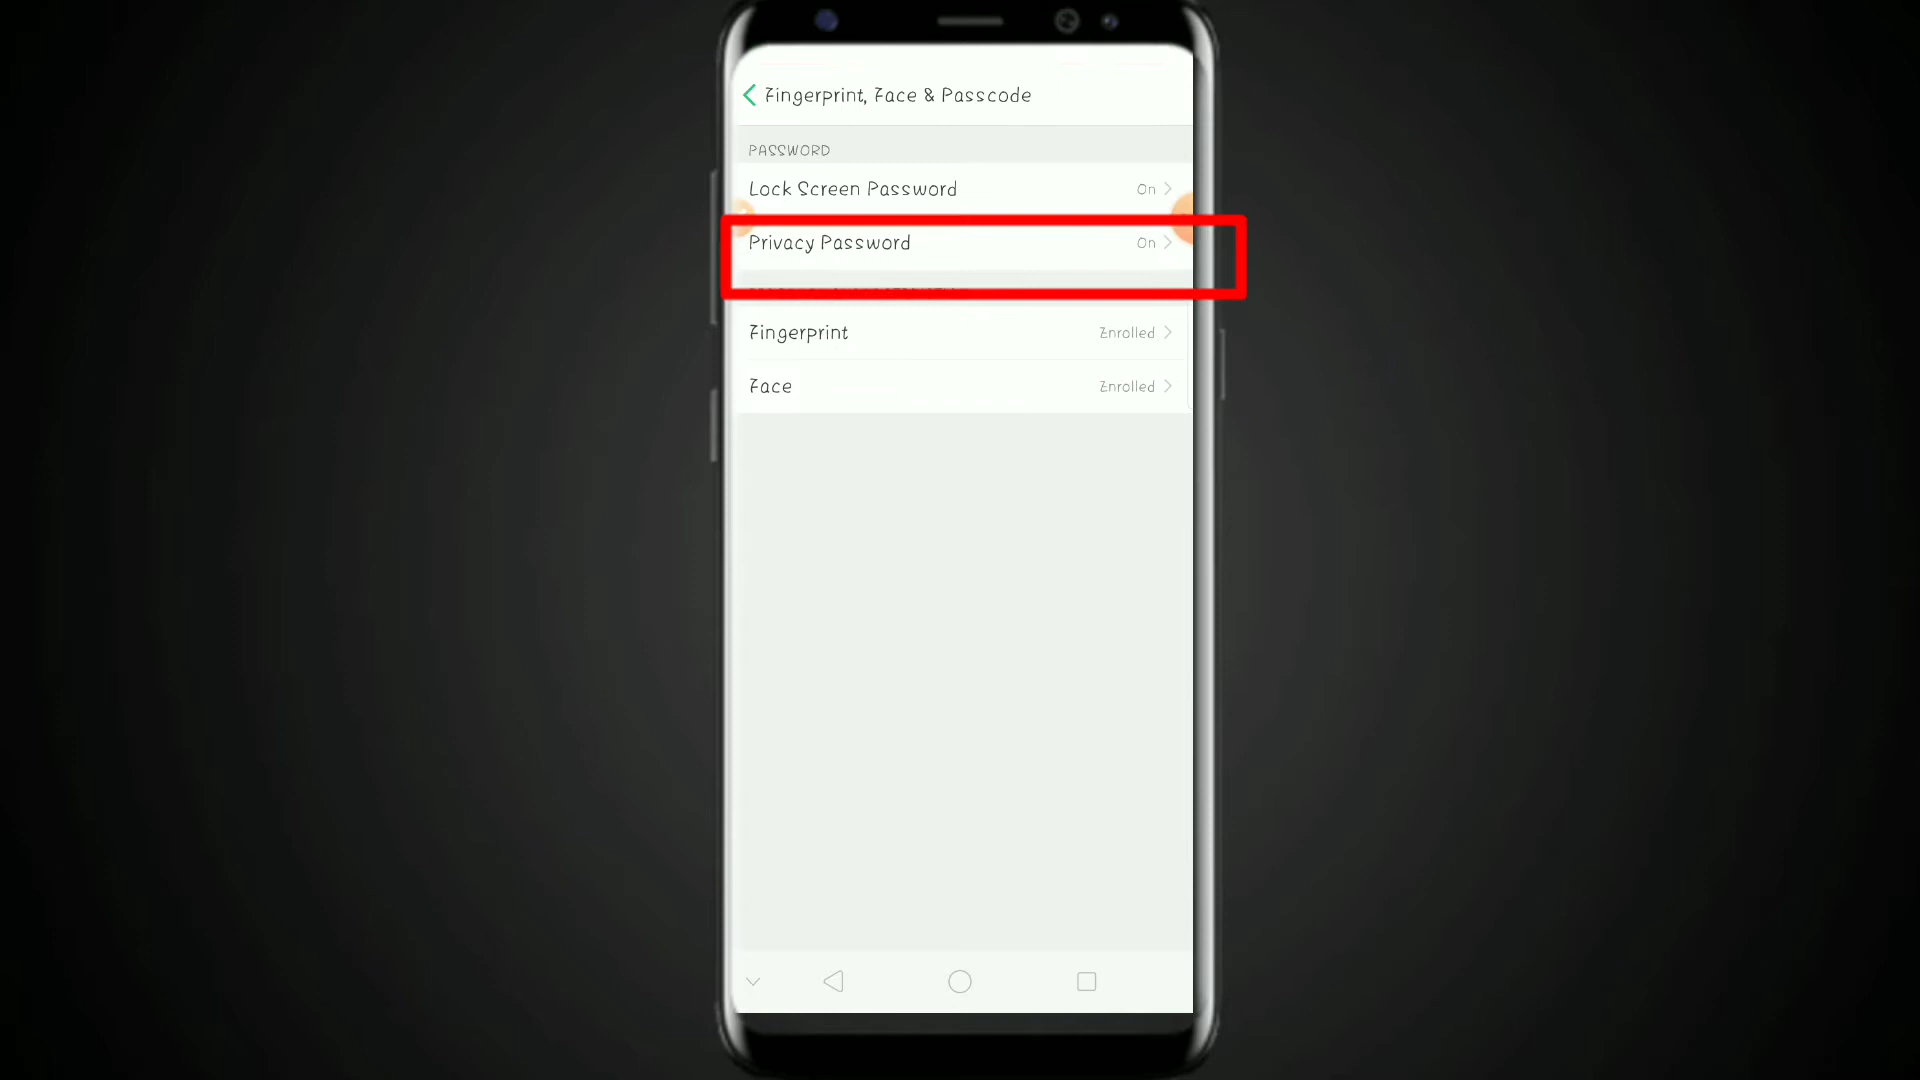 Fingerprint, Face & Passcode
PASSWORD
Lock Screen Password On
Privacy Password On
Fingerprint Enrolled
Face Enrolled